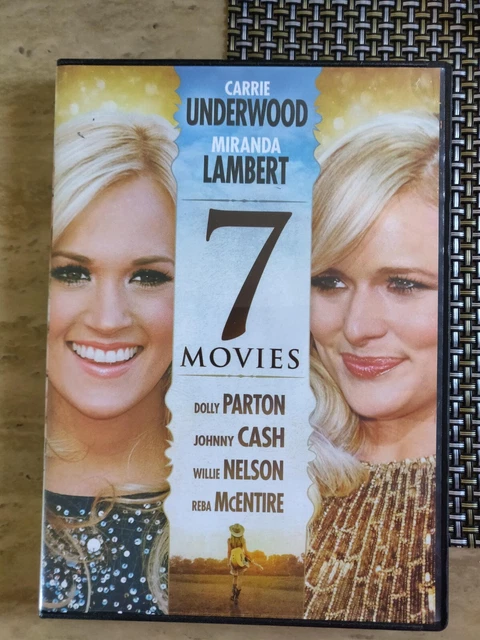 CARRIE
UNDERWOOD
MIRANDA
LAMBERT
7
MOVIES
DOLLY PARTON
JOHNNY CASH
WILLIE NELSON
REBA McENTIRE